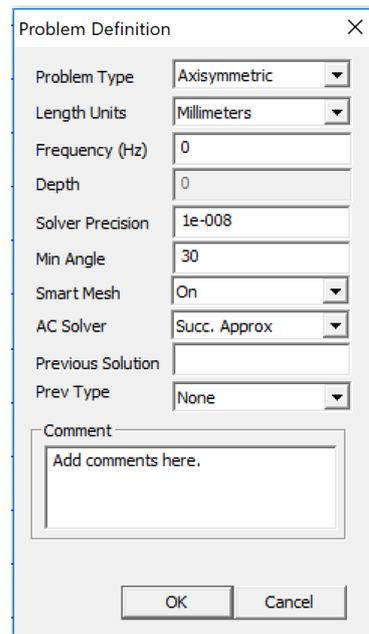 Problem Definition
Problem Type Axisymmetric
Length Units Millimeters
Frequency (Hz) 0
Depth 0
Solver Precision 1e-008
Min Angle 30
Smart Mesh On
AC Solver Succ. Approx
Previous Solution
Prev Type None
Comment
Add comments here.
OK Cancel